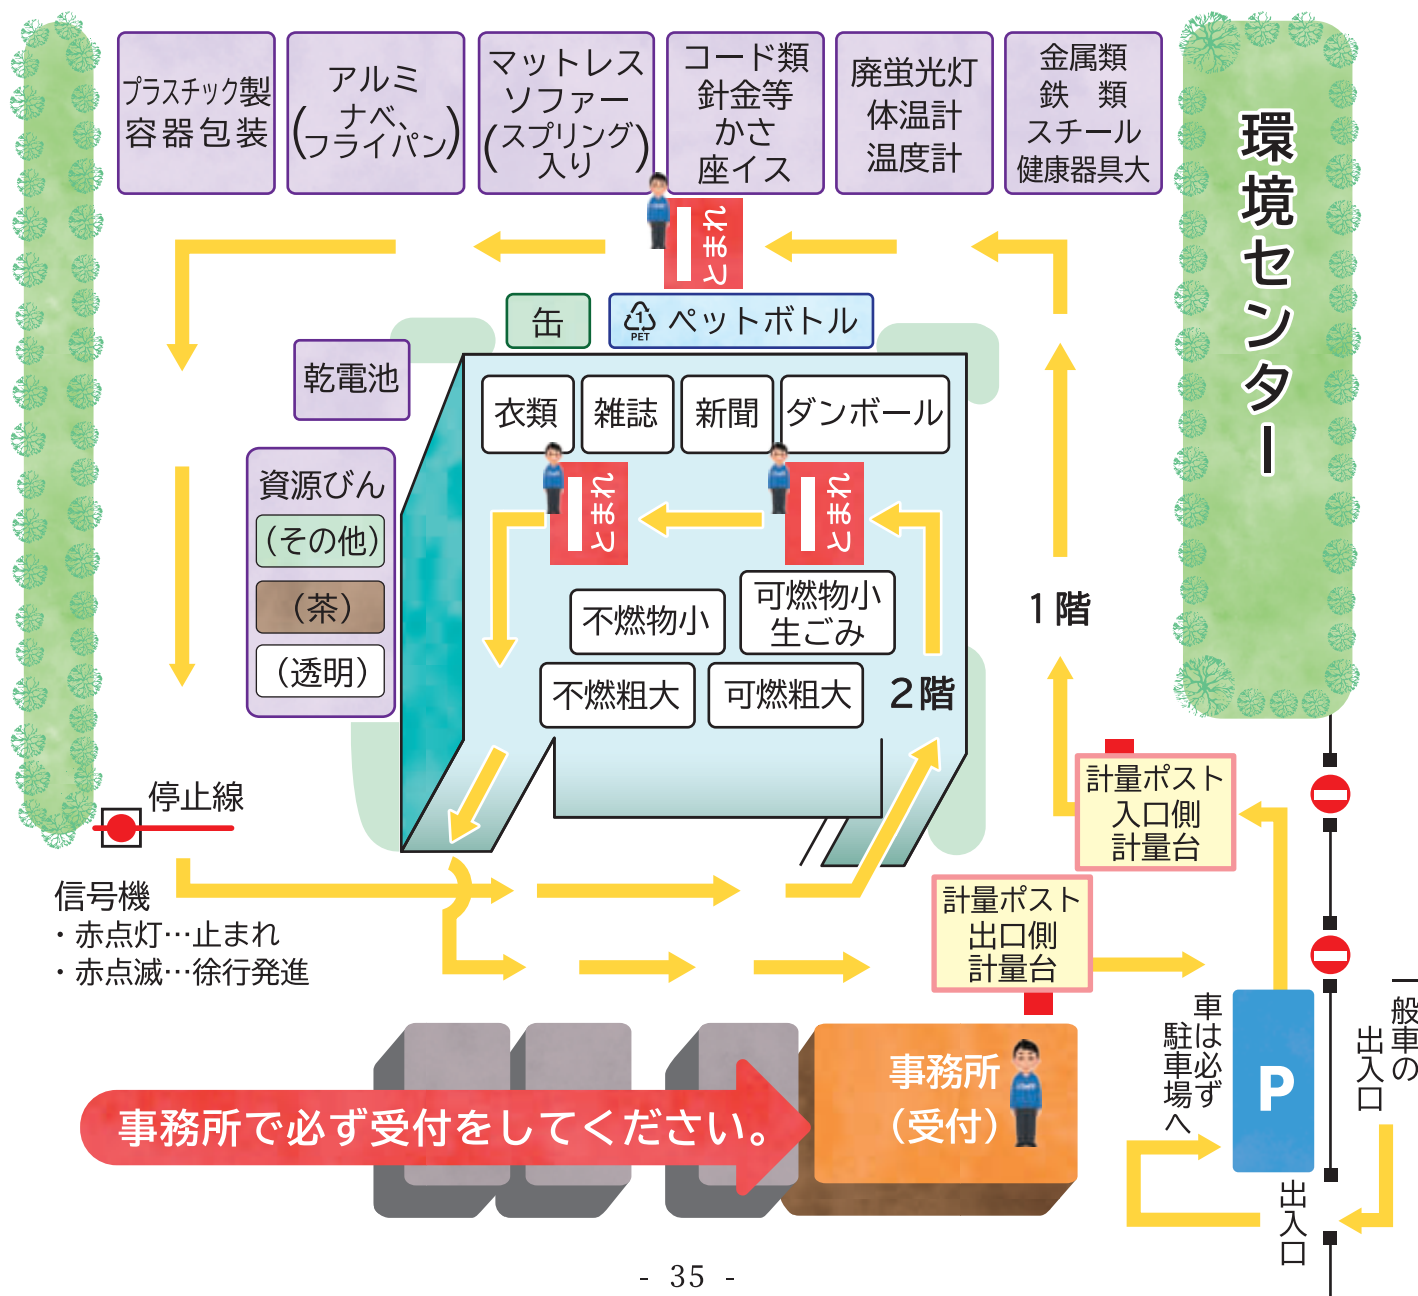 プラスチック製
容器包装
アルミ
(ナベ、
フライパン)
マットレス
ソファー
(スプリング
入り)
コード類
針金等
かさ
座イス
廃蛍光灯
体温計
温度計
金属類
鉄　類
スチール
健康器具大
環境センター
とまれ
缶
1
PET
ペットボトル
乾電池
衣類
雑誌
新聞
ダンボール
資源びん
(その他)
(茶)
(透明)
とまれ
とまれ
不燃物小
可燃物小
生ごみ
不燃粗大
可燃粗大
2階
1階
停止線
信号機
・赤点灯…止まれ
・赤点滅…徐行発進
計量ポスト
入口側
計量台
計量ポスト
出口側
計量台
車は必ず
駐車場へ
P
一般車の
出入口
出入口
事務所で必ず受付をしてください。
事務所
(受付)
- 35 -